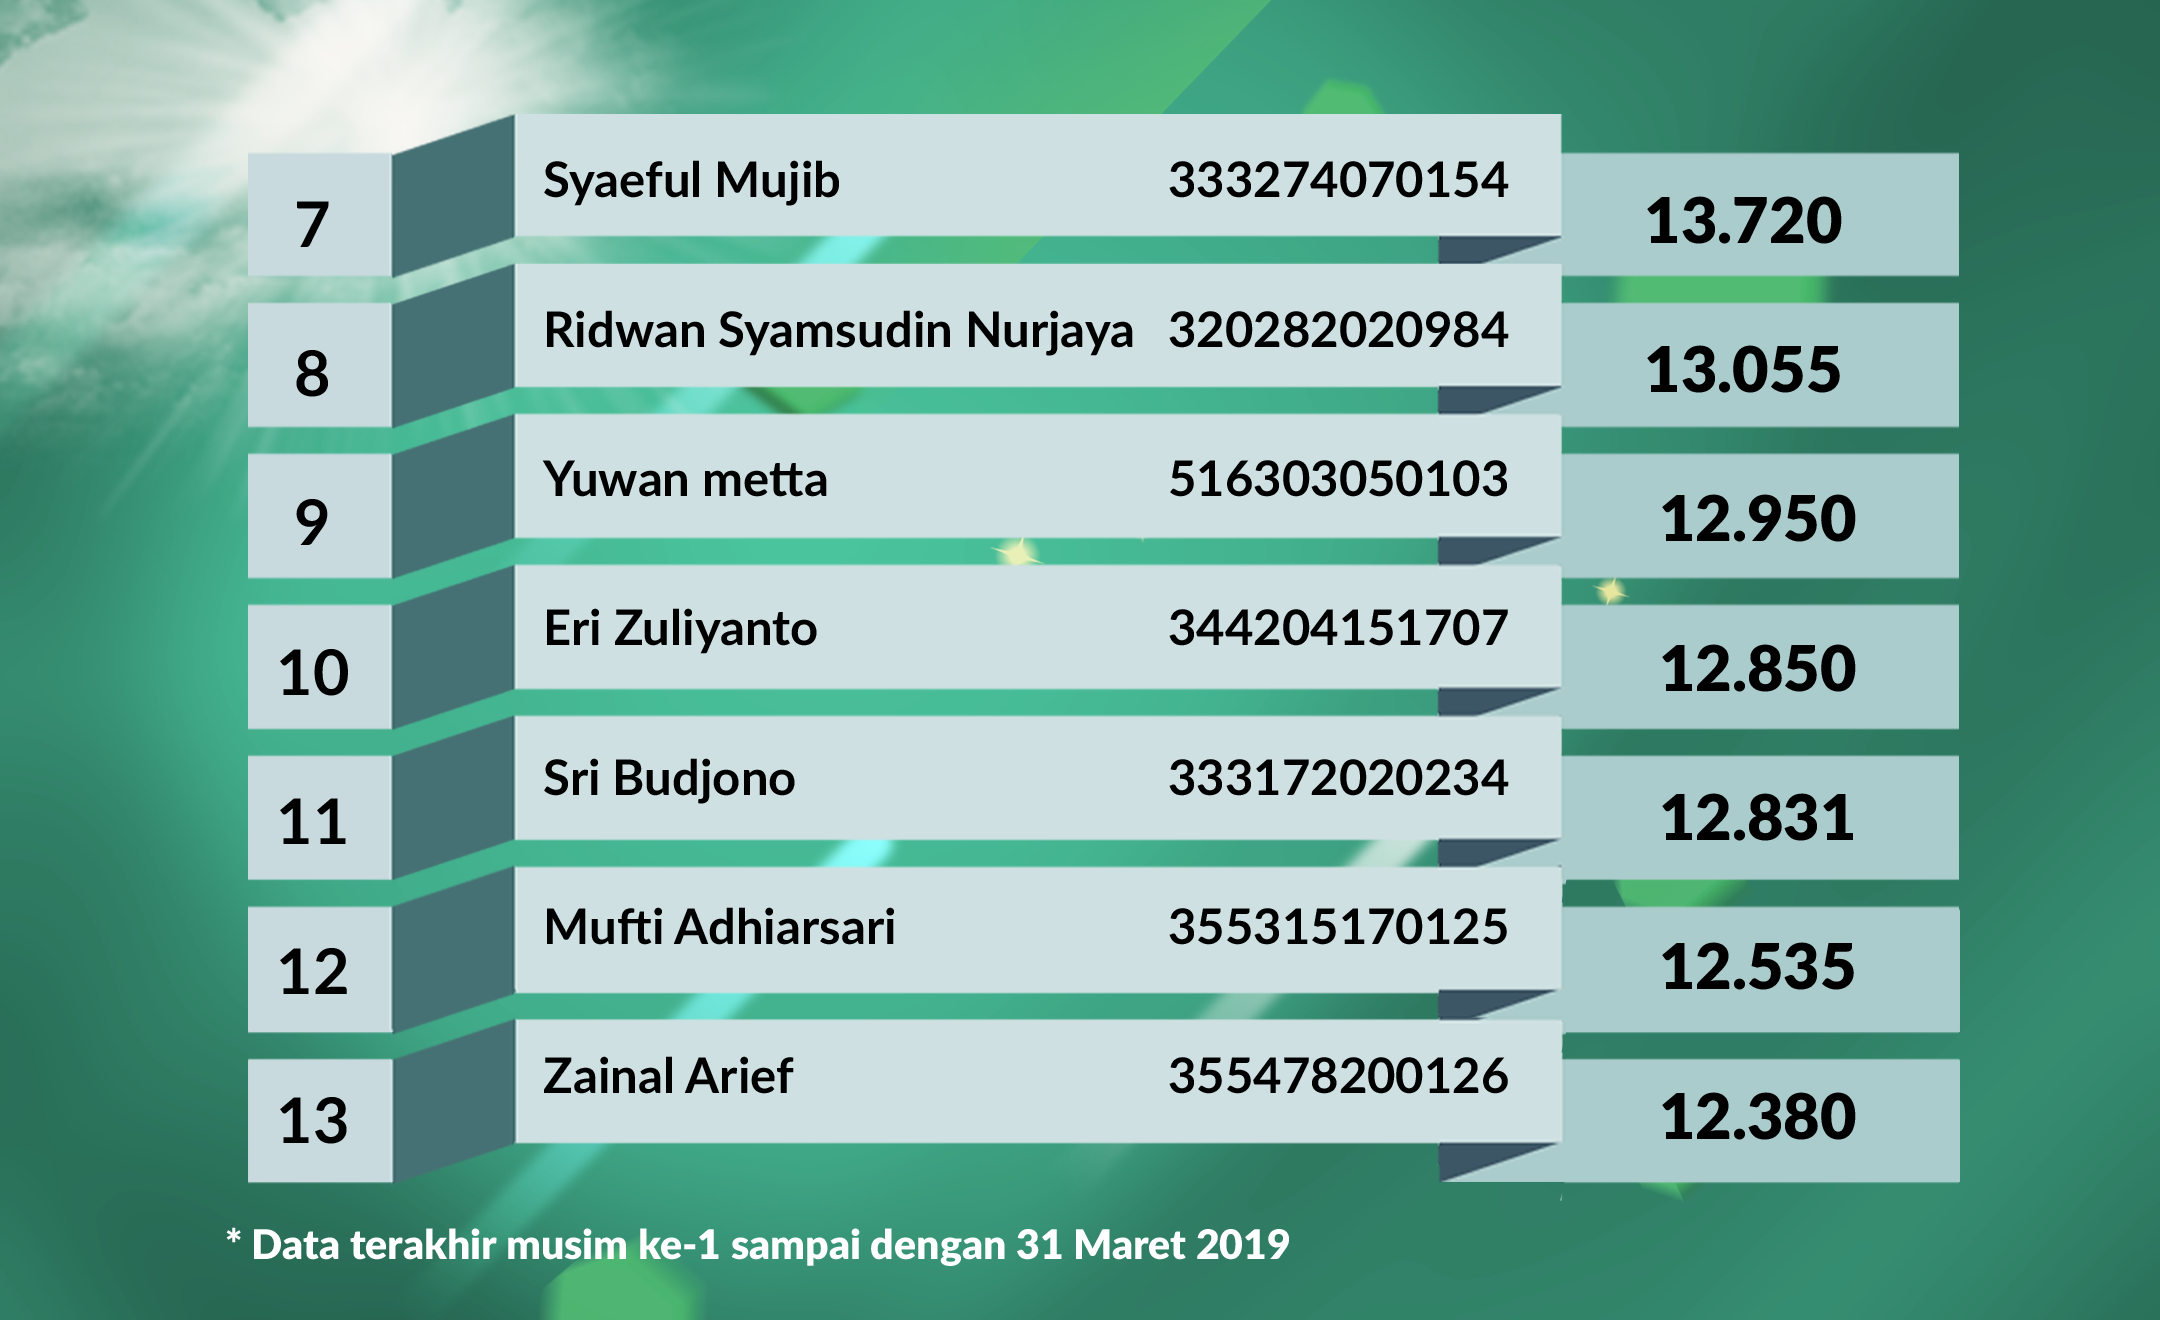 7 Syaeful Mujib 333274070154 13.720
8 Ridwan Syamsudin Nurjaya 320282020984 13.055
9 Yuwan metta 516303050103 12.950
10 Eri Zuliyanto 344204151707 12.850
11 Sri Budjono 333172020234 12.831
12 Mufti Adhiarsari 355315170125 12.535
13 Zainal Arief 355478200126 12.380
* Data terakhir musim ke-1 sampai dengan 31 Maret 2019